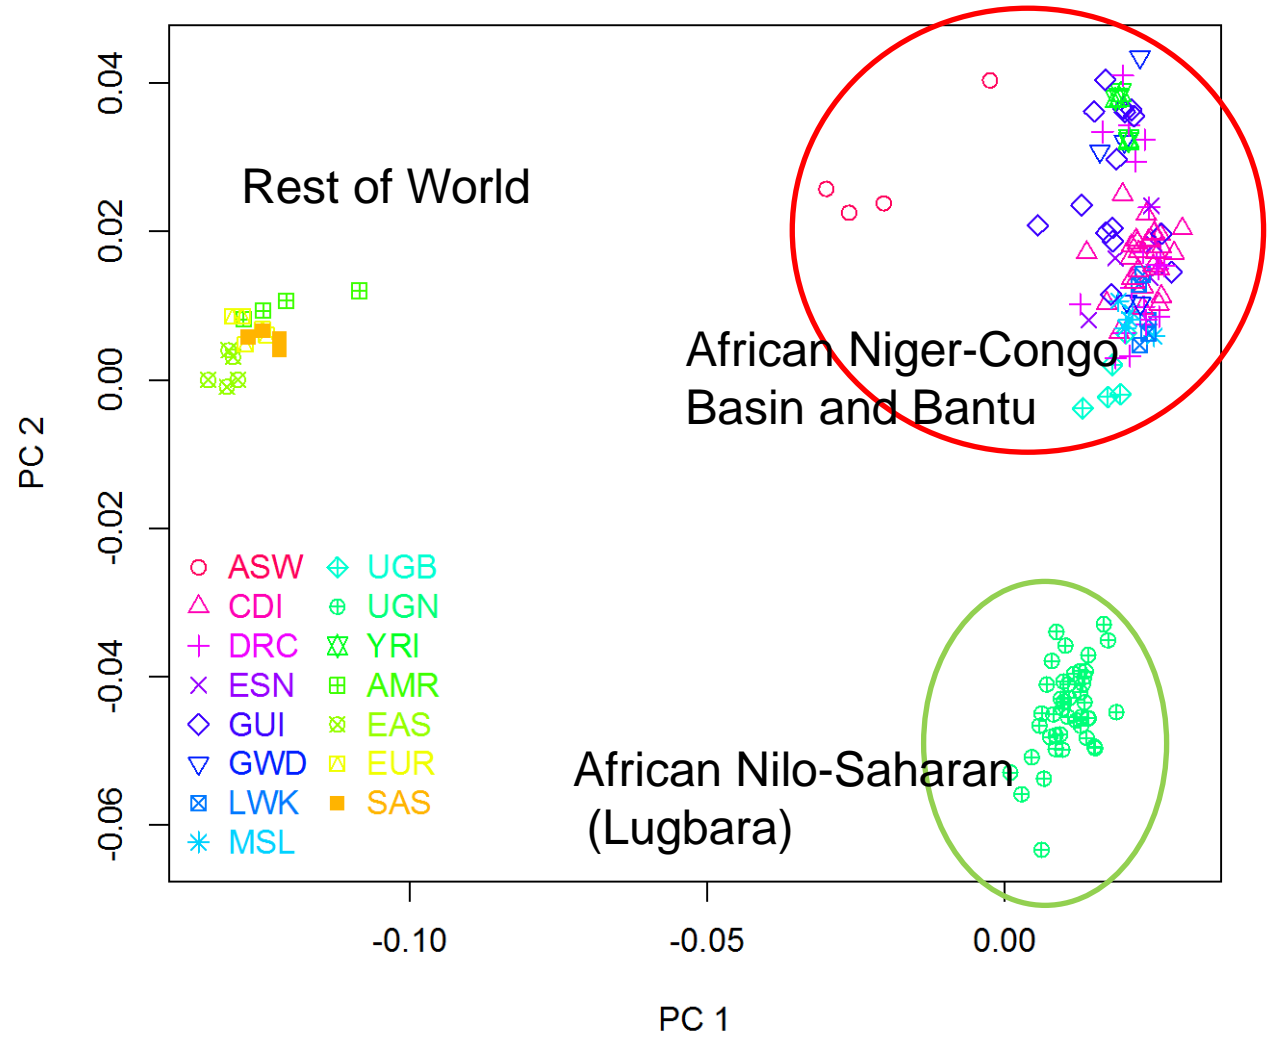 0.04
0.02
0.00
-0.02
-0.04
-0.06
PC 2
Rest of World
African Niger-Congo
Basin and Bantu
African Nilo-Saharan
(Lugbara)
ASW
CDI
DRC
ESN
GUI
GWD
LWK
MSL
UGB
UGN
YRI
AMR
EAS
EUR
SAS
-0.10
-0.05
0.00
PC 1